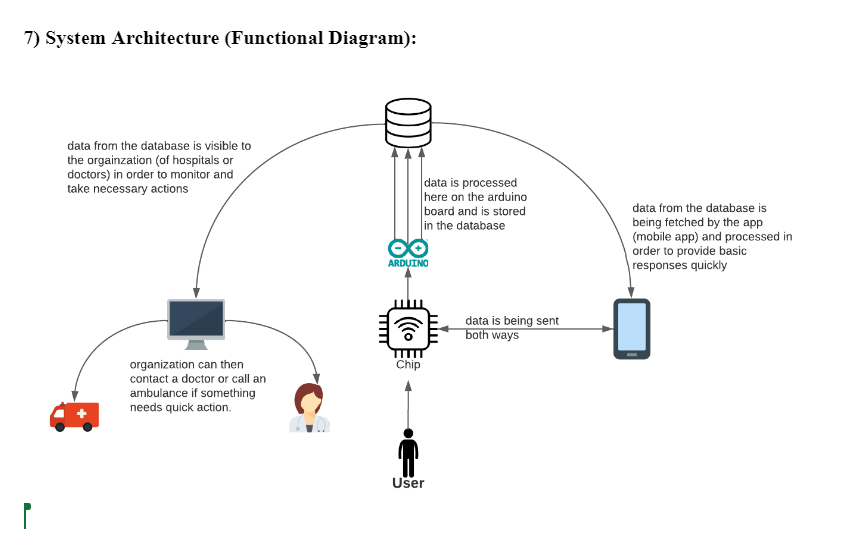 7) System Architecture (Functional Diagram):
data from the database is visible to
the orgainzation (of hospitals or
doctors) in order to monitor and
take necessary actions
data is processed
here on the arduino
board and is stored
in the database
data from the database is
being fetched by the app
(mobile app) and processed in
order to provide basic
responses quickly
ARDUINO
data is being sent
both ways
Chip
organization can then
contact a doctor or call an
ambulance if something
needs quick action.
User